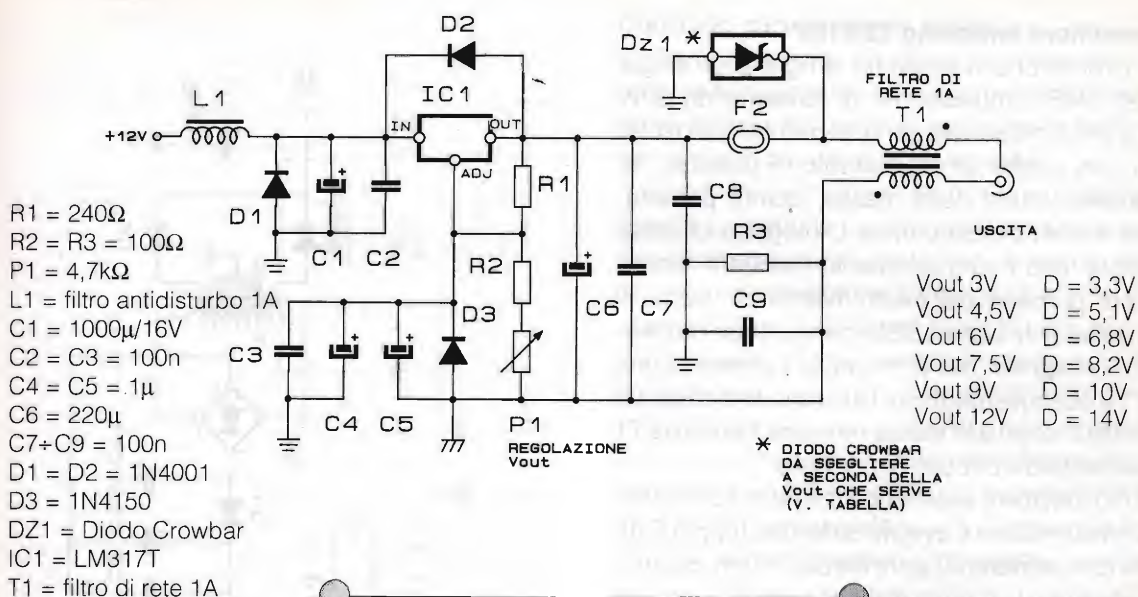 D2
Dz1 *
FILTRO DI
RETE 1A
T1
L1
IC1
F2
+12V
IN
OUT
ADJ
R1
C8
D1
R3
USCITA
C1 C2
R2
D3
C6 C7
C9
C3
C4 C5
P1
REGOLAZIONE
Vout
R1 = 240Ω
R2 = R3 = 100Ω
P1 = 4,7kΩ
L1 = filtro antidisturbo 1A
C1 = 1000µ/16V
C2 = C3 = 100n
C4 = C5 = 1µ
C6 = 220µ
C7÷C9 = 100n
D1 = D2 = 1N4001
D3 = 1N4150
DZ1 = Diodo Crowbar
IC1 = LM317T
T1 = filtro di rete 1A
Vout 3V D = 3,3V
Vout 4,5V D = 5,1V
Vout 6V D = 6,8V
Vout 7,5V D = 8,2V
Vout 9V D = 10V
Vout 12V D = 14V
* DIODO CROWBAR
DA SGEGLIERE
A SECONDA DELLA
Vout CHE SERVE
(V. TABELLA)